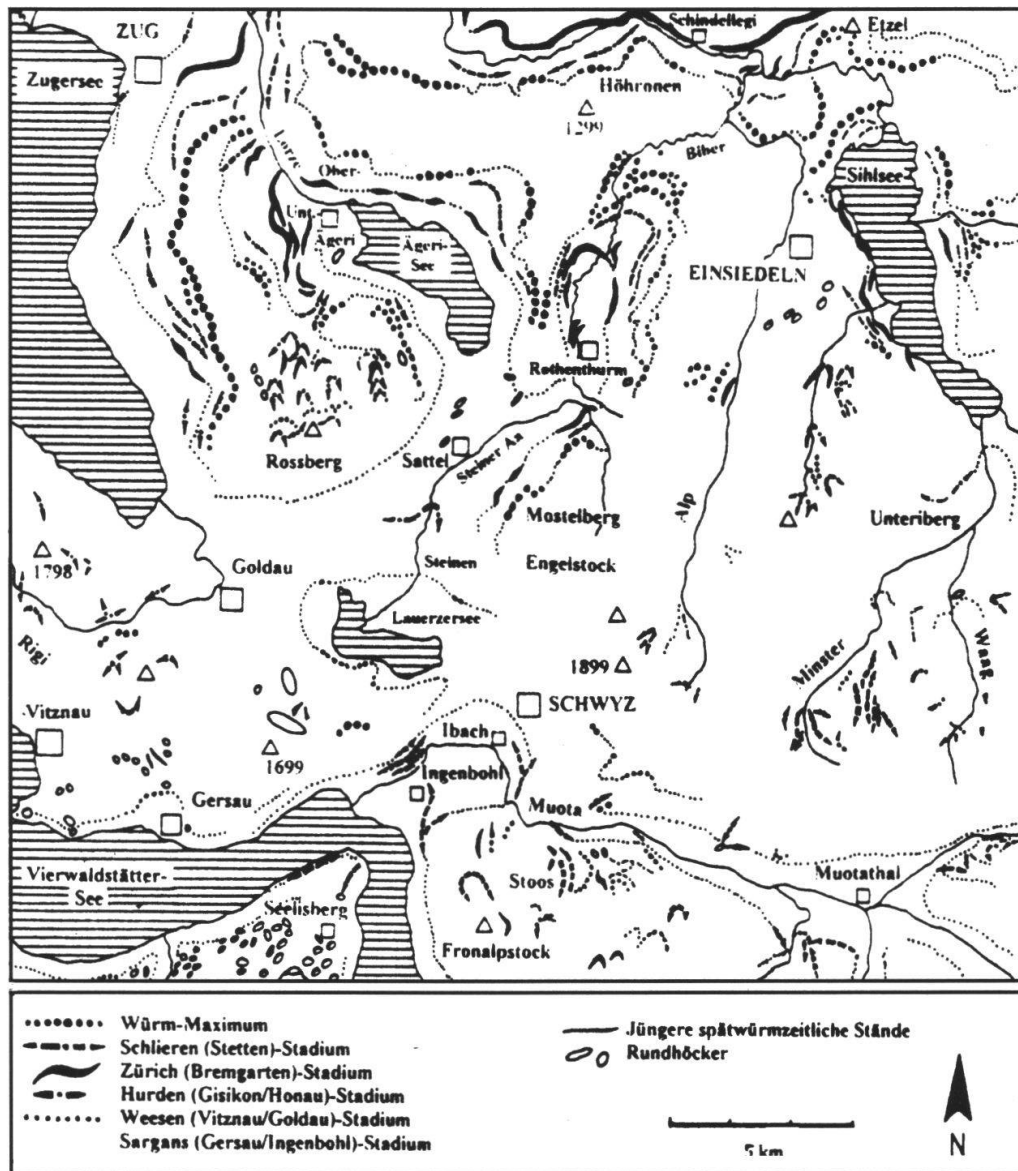 ZUG
Zugersee
Schindellegi
Etzel
Höhronen
1299
Biber
Sihlsee
Ober-
Unt.-
Ägeri
Ägeri-
See
EINSIEDELN
Rothenthurm
Rossberg
Sattel
Steiner Aa
Mostelberg
Alp
Unteriberg
1798
Goldau
Steinen
Engelstock
Rigi
Lauerzersee
1899
Minster
Waag
Vitznau
SCHWYZ
Ibach
1699
Ingenbohl
Gersau
Muota
Vierwaldstätter-
See
Stoos
Muotathal
Seelisberg
Fronalpstock
Würm-Maximum
Schlieren (Stetten)-Stadium
Zürich (Bremgarten)-Stadium
Hurden (Gisikon/Honau)-Stadium
Weesen (Vitznau/Goldau)-Stadium
Sargans (Gersau/Ingenbohl)-Stadium
Jüngere spätwürmzeitliche Stände
Rundhöcker
5 km
N